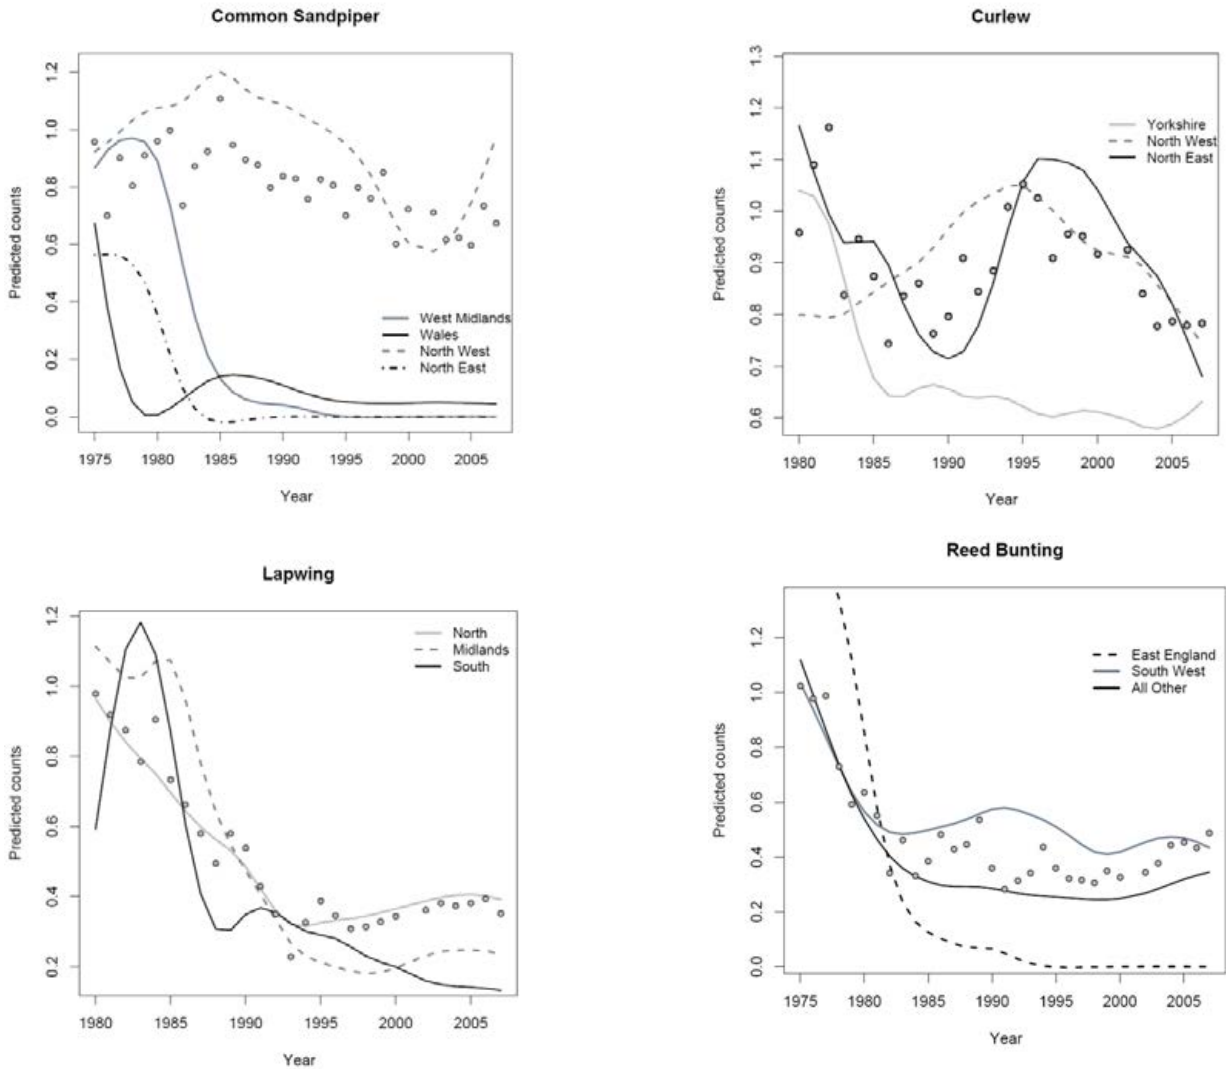 Common Sandpiper
Predicted counts
1.2
1.0
0.8
0.6
0.4
0.2
0.0
West Midlands
Wales
North West
North East
1975 1980 1985 1990 1995 2000 2005
Year
Curlew
Predicted counts
1.3
1.2
1.1
1.0
0.9
0.8
0.7
0.6
Yorkshire
North West
North East
1980 1985 1990 1995 2000 2005
Year
Lapwing
Predicted counts
1.2
1.0
0.8
0.6
0.4
0.2
North
Midlands
South
1980 1985 1990 1995 2000 2005
Year
Reed Bunting
Predicted counts
1.2
1.0
0.8
0.6
0.4
0.2
0.0
East England
South West
All Other
1975 1980 1985 1990 1995 2000 2005
Year